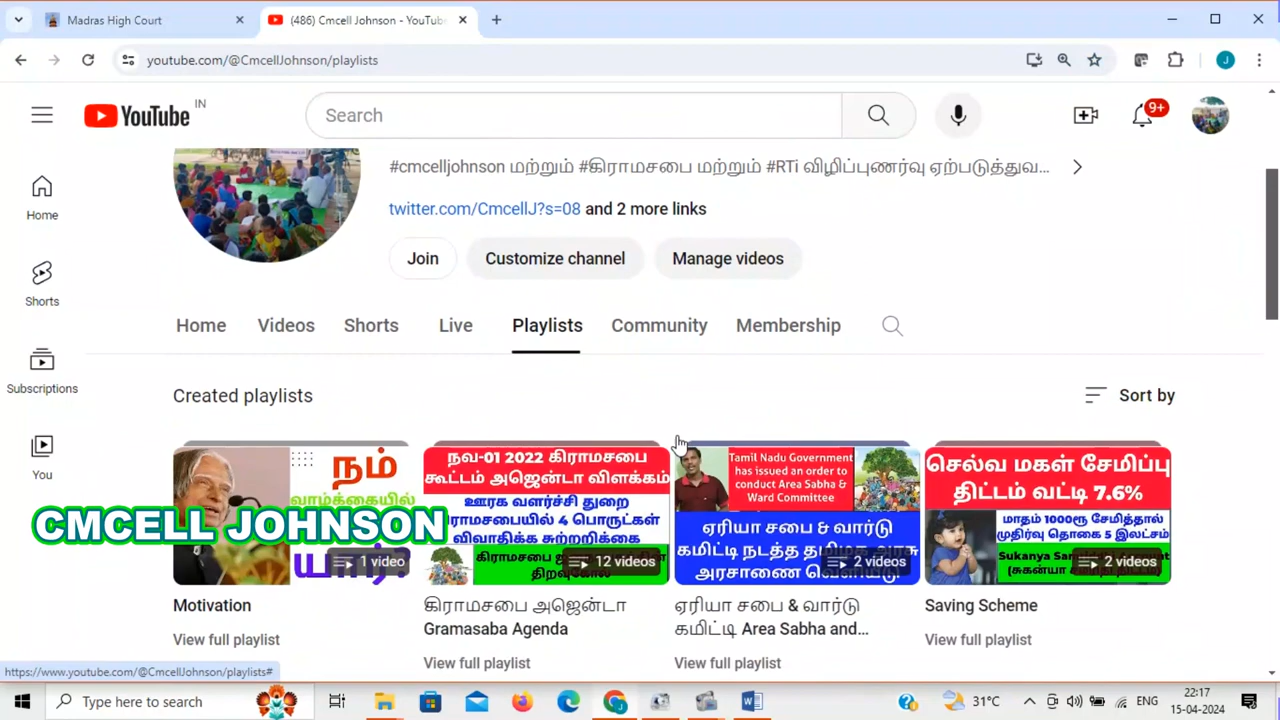 Madras High Court
(486) Cmcell Johnson - YouTube
youtube.com/@CmcellJohnson/playlists
YouTube
IN
Search
9+
#cmcelljohnson மற்றும் #கிராமசபை மற்றும் #RTi விழிப்புணர்வு ஏற்படுத்துவ...
twitter.com/CmcellJ?s=08 and 2 more links
Join
Customize channel
Manage videos
Home
Shorts
Subscriptions
You
Home
Videos
Shorts
Live
Playlists
Community
Membership
Created playlists
Sort by
நம்
வாழ்க்கையில்
யார்?
1 video
CMCELL JOHNSON
Motivation
View full playlist
நவ-01 2022 கிராமசபை
கூட்டம் அஜெண்டா விளக்கம்
ஊரக வளர்ச்சி துறை
கிராமசபையில் 4 பொருட்கள்
விவாதிக்க சுற்றறிக்கை
12 videos
கிராமசபை அஜென்டா
Gramasaba Agenda
View full playlist
Tamil Nadu Government
has issued an order to
conduct Area Sabha &
Ward Committee
ஏரியா சபை & வார்டு
கமிட்டி நடத்த தமிழக அரசு
அரசாணை வெளியீடு
2 videos
ஏரியா சபை & வார்டு
கமிட்டி Area Sabha and...
View full playlist
செல்வ மகள் சேமிப்பு
திட்டம் வட்டி 7.6%
மாதம் 1000ரூ சேமித்தால்
முதிர்வு தொகை 5 இலட்சம்
2 videos
Saving Scheme
View full playlist
https://www.youtube.com/@CmcellJohnson/playlists#
Type here to search
31°C
ENG
22:17
15-04-2024